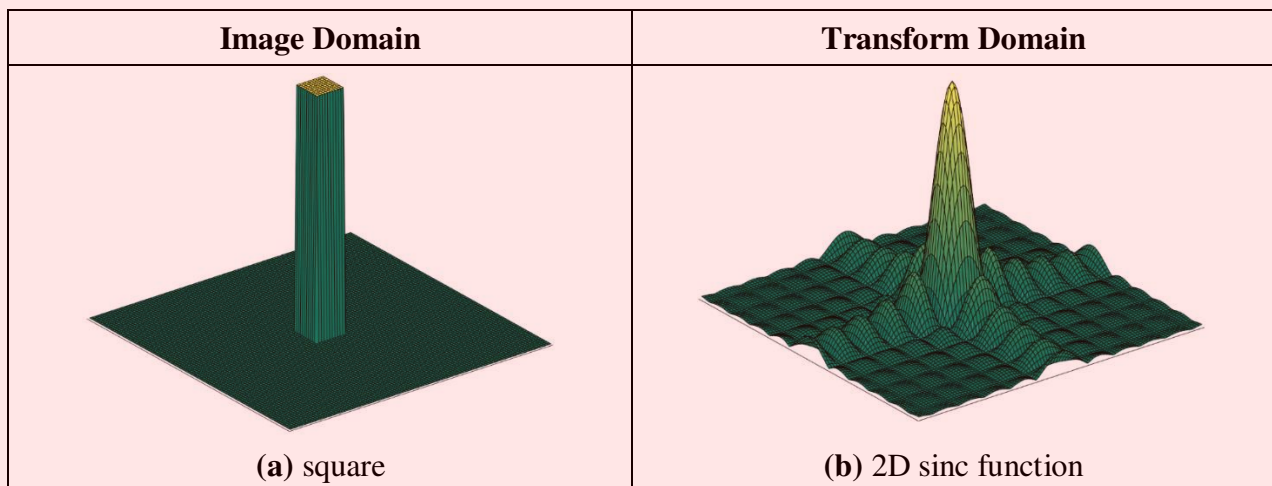 Image Domain
Transform Domain
(a) square
(b) 2D sinc function